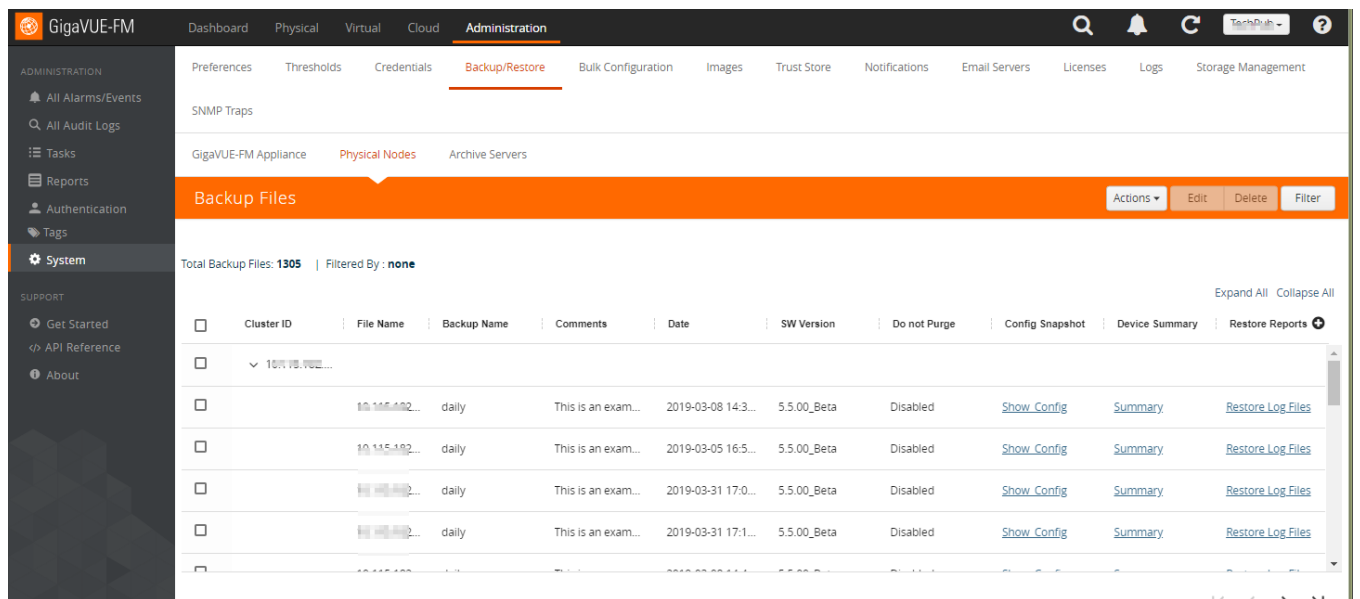 GigaVUE-FM Dashboard Physical Virtual Cloud Administration
ADMINISTRATION
All Alarms/Events
All Audit Logs
Tasks
Reports
Authentication
Tags
System
SUPPORT
Get Started
</> API Reference
About
Preferences Thresholds Credentials Backup/Restore Bulk Configuration Images Trust Store Notifications Email Servers Licenses Logs Storage Management
SNMP Traps
GigaVUE-FM Appliance Physical Nodes Archive Servers
Backup Files Actions Edit Delete Filter
Total Backup Files: 1305 | Filtered By : none
Expand All Collapse All
Cluster ID File Name Backup Name Comments Date SW Version Do not Purge Config Snapshot Device Summary Restore Reports
daily This is an exam... 2019-03-08 14:3... 5.5.00_Beta Disabled Show Config Summary Restore Log Files
daily This is an exam... 2019-03-05 16:5... 5.5.00_Beta Disabled Show Config Summary Restore Log Files
daily This is an exam... 2019-03-31 17:0... 5.5.00_Beta Disabled Show Config Summary Restore Log Files
daily This is an exam... 2019-03-31 17:1... 5.5.00_Beta Disabled Show Config Summary Restore Log Files